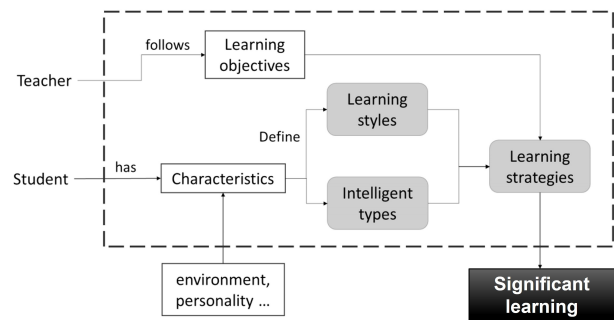 follows
Learning
objectives
Teacher
Learning
styles
Define
has
Student
Characteristics
Intelligent
types
Learning
strategies
environment,
personality ...
Significant
learning